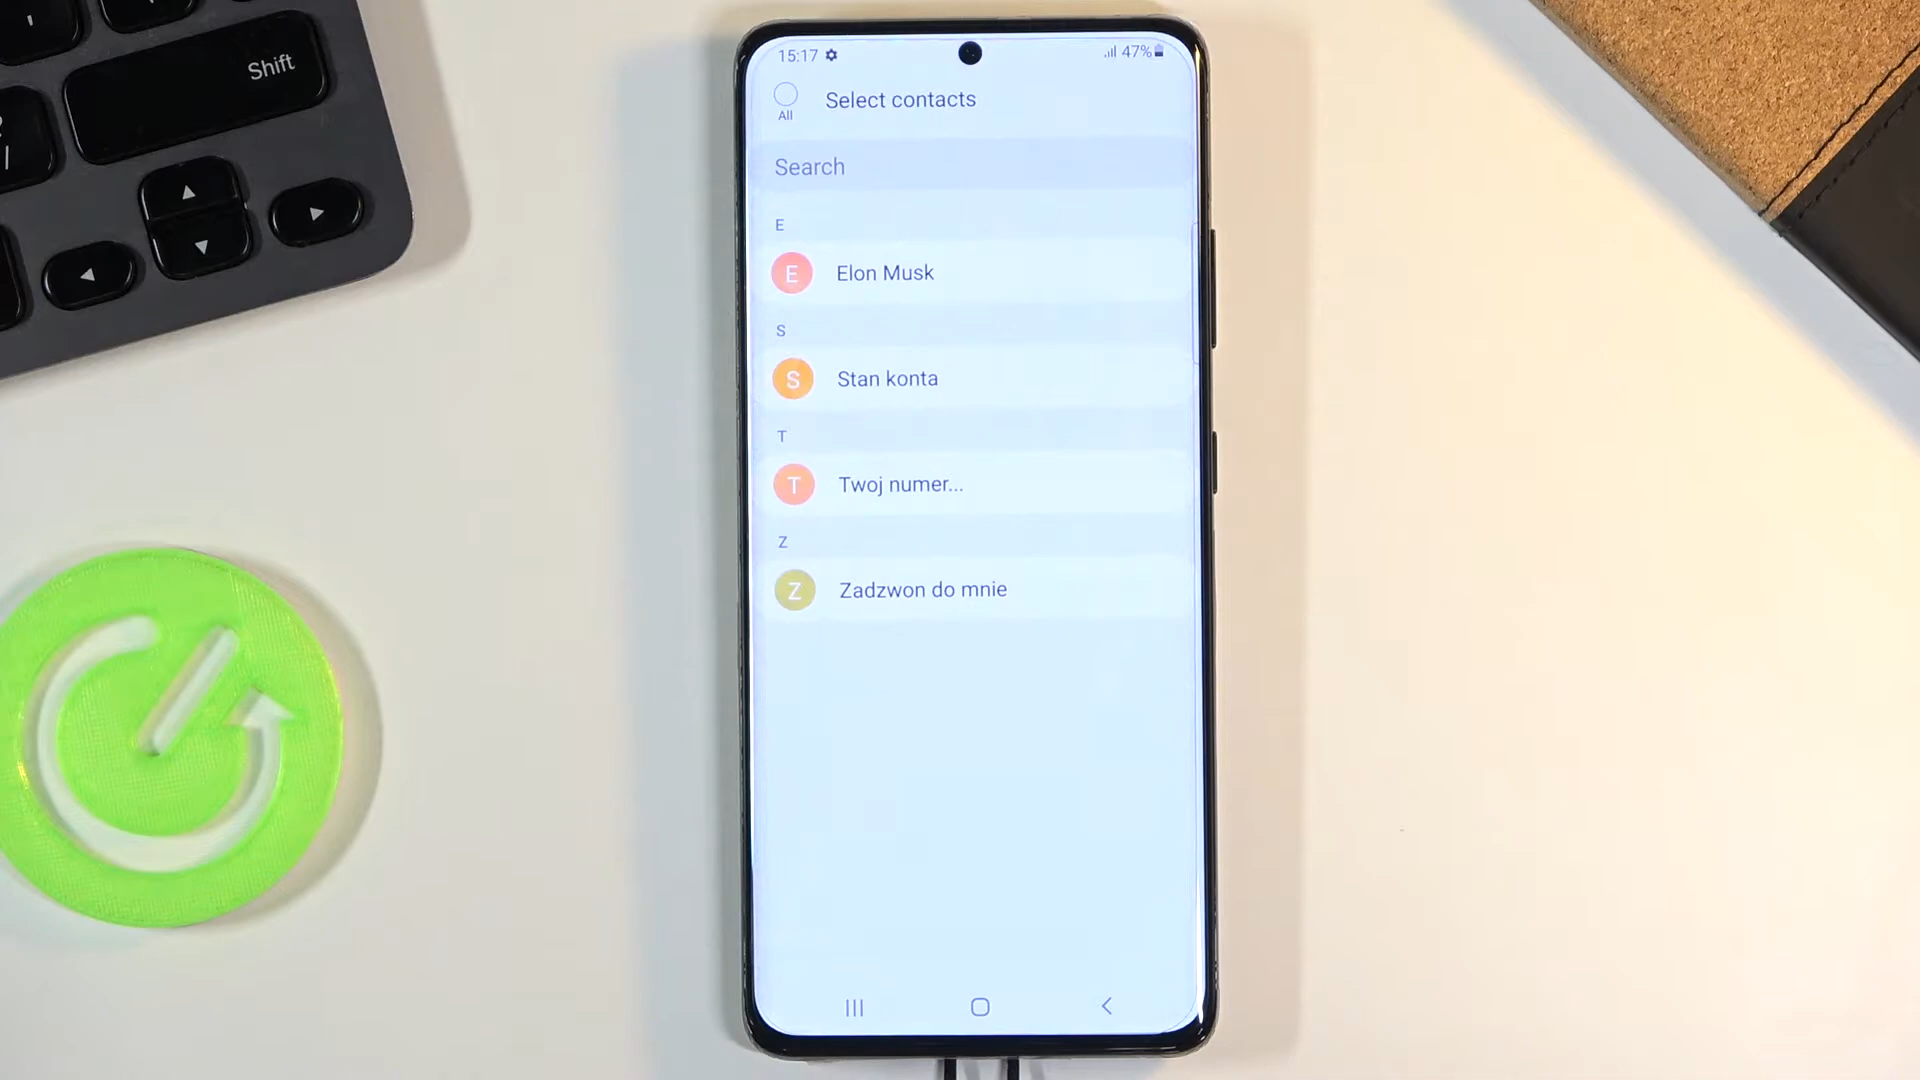 Shift
?
/
15:17
47%
All
Select contacts
Search
E
E
Elon Musk
S
S
Stan konta
T
T
Twoj numer...
Z
Z
Zadzwon do mnie